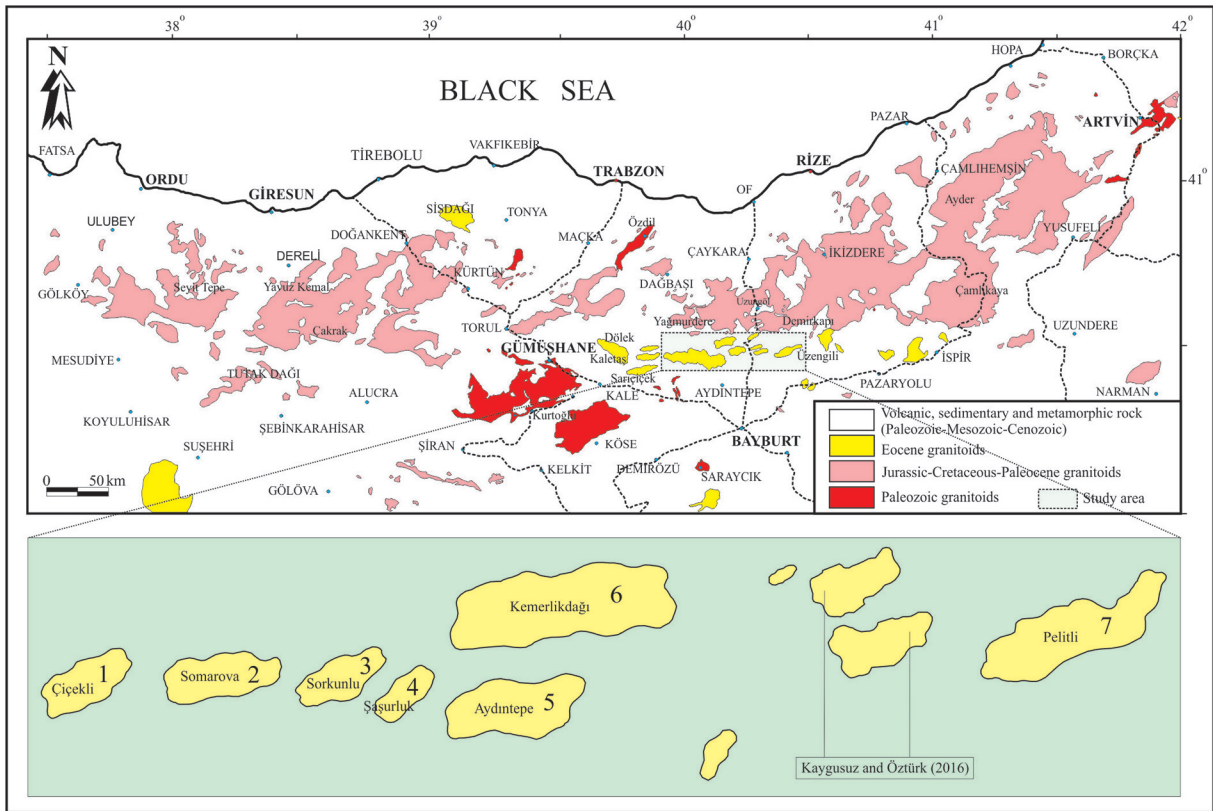 38°
39°
40°
41°
42°
N
BLACK SEA
HOPA
BORÇKA
ARTVİN
PAZAR
FATSA
TİREBOLU
VAKFIKEBİR
TRABZON
RİZE
ÇAMLIHEMŞİN
41°
ORDU
GİRESUN
OF
Ayder
SİSDAĞI
TONYA
Özdil
ULUBEY
DOĞANKENT
MAÇKA
YUSUFELİ
DERELİ
ÇAYKARA
İKİZDERE
KÜRTÜN
DAĞBAŞI
GÖLKÖY
Seyit Tepe
Yavuz Kemal
Çamlıkaya
Uzungöl
Çakrak
TORUL
Yağmurdere
Demirkapı
UZUNDERE
Dölek
GÜMÜŞHANE
Kaletaş
Üzengili
İSPİR
MESUDİYE
TUTAK DAĞI
Sarıçiçek
PAZARYOLU
ALUCRA
KALE
AYDINTEPE
NARMAN
KOYULUHİSAR
ŞEBİNKARAHİSAR
Kurtoğlu
SUŞEHRİ
ŞİRAN
KÖSE
BAYBURT
KELKİT
DEMİRÖZÜ
SARAYCIK
GÖLÖVA
0 50 km
Volcanic, sedimentary and metamorphic rock
(Paleozoic-Mesozoic-Cenozoic)
Eocene granitoids
Jurassic-Cretaceous-Paleocene granitoids
Paleozoic granitoids
Study area
Çiçekli 1
Somarova 2
Sorkunlu 3
Şaşurluk 4
Aydıntepe 5
Kemerlikdağı 6
Pelitli 7
Kaygusuz and Öztürk (2016)